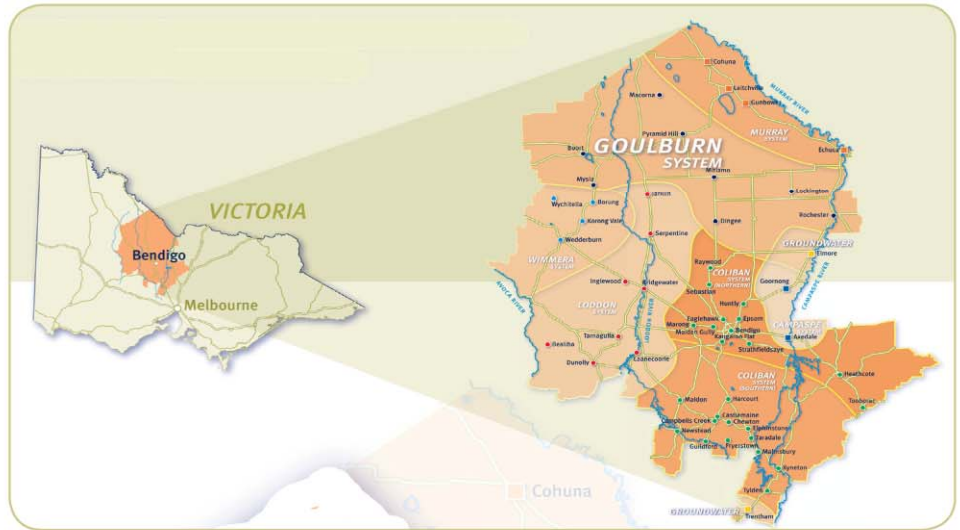 VICTORIA
Bendigo
Melbourne
Cohuna
Leitchville
Gunbower
MURRAY RIVER
Macorna
Pyramid Hill
MURRAY
SYSTEM
GOULBURN
SYSTEM
Echuca
Boort
Mitiamo
Mysia
Lockington
Wychitella
Borung
Rochester
Korong Vale
Dingee
Serpentine
Wedderburn
GROUNDWATER
Elmore
WIMMERA
SYSTEM
Raywood
COLIBAN
SYSTEM
(NORTHERN)
Goornong
CAMPASPE RIVER
Inglewood
Bridgewater
Sebastian
AVOCA RIVER
LODDON
SYSTEM
LODDON RIVER
Huntly
Eaglehawk
Epsom
CAMPASPE
Marong
Bendigo
Maiden Gully
Kangaroo Flat
Axedale
Tarnagulla
Strathfieldsaye
Bealiba
Laanecoorie
Dunolly
COLIBAN
SYSTEM
(SOUTHERN)
Heathcote
Tooborac
Maldon
Harcourt
Castlemaine
Campbells Creek
Chewton
Newstead
Elphinstone
Taradale
Guildford
Fryerstown
Malmsbury
Kyneton
Tylden
GROUNDWATER
Trentham
Cohuna